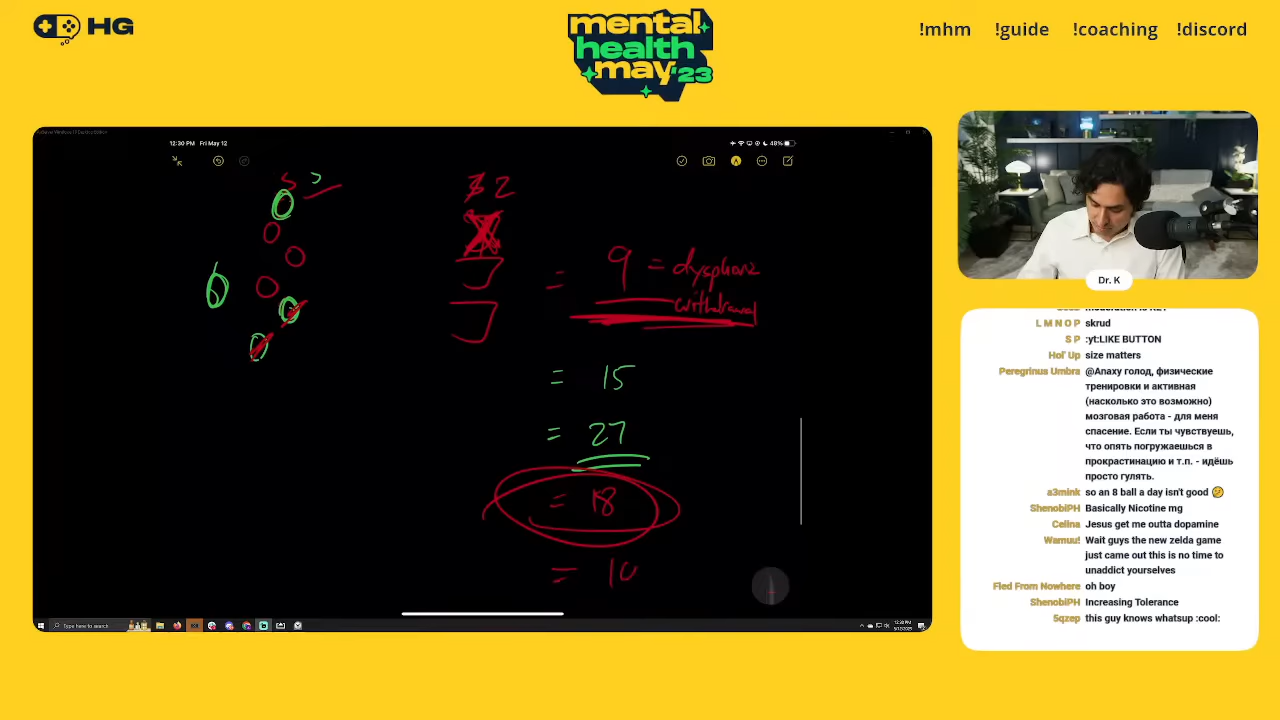 HG
mental
health
may '23
!mhm !guide !coaching !discord
12:30 PM Fri May 12
48%
$ 2
= 9 = dysphoria
withdrawal
= 15
= 27
= 18
= 10
6
Dr. K
L M N O P skrud
S P :yt:LIKE BUTTON
Hol' Up size matters
Peregrinus Umbra @Anaxy голод, физические
тренировки и активная
(насколько это возможно)
мозговая работа - для меня
спасение. Если ты чувствуешь,
что опять погружаешься в
прокрастинацию и т.п. - идёшь
просто гулять.
a3mink so an 8 ball a day isn't good 🤔
ShenobiPH Basically Nicotine mg
Celina Jesus get me outta dopamine
Wamuu! Wait guys the new zelda game
just came out this is no time to
unaddict yourselves
Fled From Nowhere oh boy
ShenobiPH Increasing Tolerance
5qzep this guy knows whatsup :cool:
Type here to search